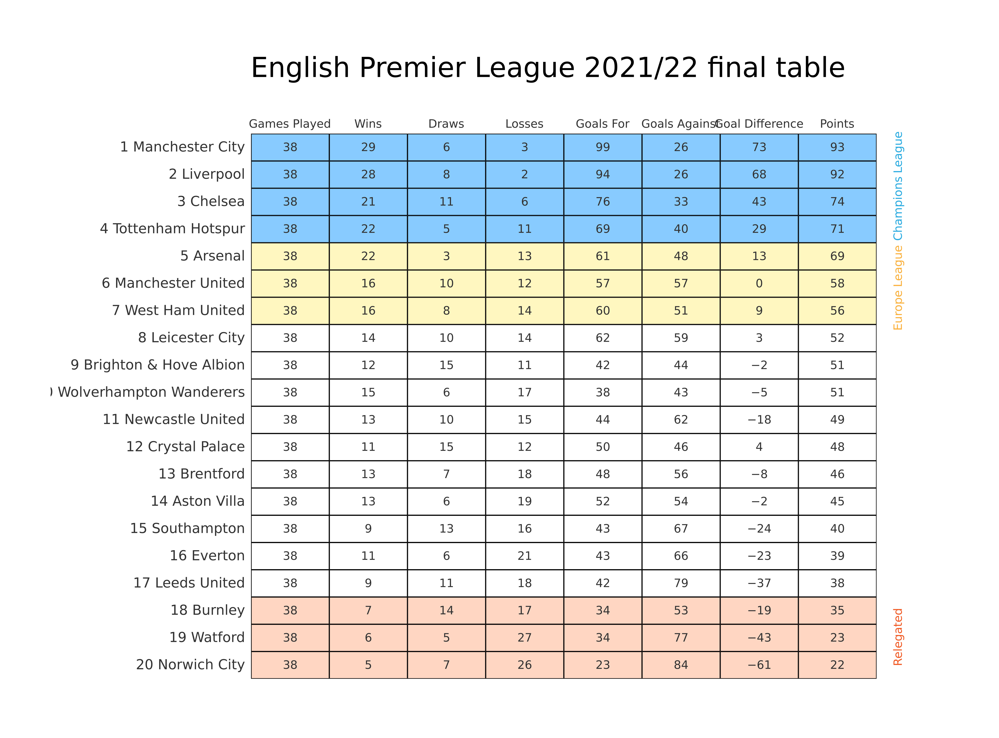 English Premier League 2021/22 final table
Games Played Wins Draws Losses Goals For Goals Against Goal Difference Points
1 Manchester City 38 29 6 3 99 26 73 93
2 Liverpool 38 28 8 2 94 26 68 92
3 Chelsea 38 21 11 6 76 33 43 74
4 Tottenham Hotspur 38 22 5 11 69 40 29 71
Champions League
5 Arsenal 38 22 3 13 61 48 13 69
6 Manchester United 38 16 10 12 57 57 0 58
7 West Ham United 38 16 8 14 60 51 9 56
Europe League
8 Leicester City 38 14 10 14 62 59 3 52
9 Brighton & Hove Albion 38 12 15 11 42 44 −2 51
Wolverhampton Wanderers 38 15 6 17 38 43 −5 51
11 Newcastle United 38 13 10 15 44 62 −18 49
12 Crystal Palace 38 11 15 12 50 46 4 48
13 Brentford 38 13 7 18 48 56 −8 46
14 Aston Villa 38 13 6 19 52 54 −2 45
15 Southampton 38 9 13 16 43 67 −24 40
16 Everton 38 11 6 21 43 66 −23 39
17 Leeds United 38 9 11 18 42 79 −37 38
18 Burnley 38 7 14 17 34 53 −19 35
19 Watford 38 6 5 27 34 77 −43 23
20 Norwich City 38 5 7 26 23 84 −61 22
Relegated